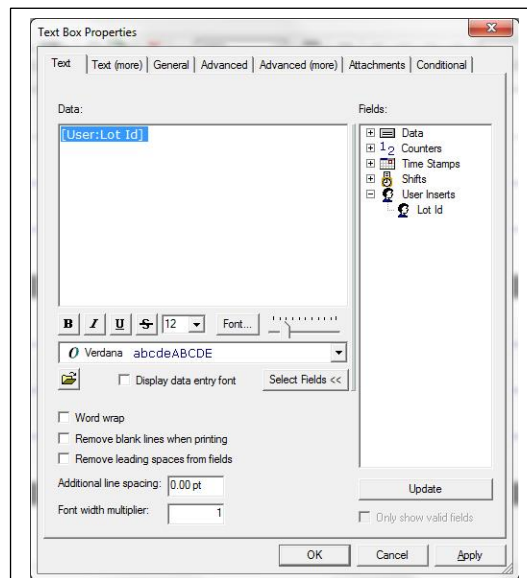 Text Box Properties
Text Text (more) General Advanced Advanced (more) Attachments Conditional
Data:
[User:Lot Id]
Fields:
Data
1 2 Counters
Time Stamps
Shifts
User Inserts
Lot Id
B I U S 12 Font...
O Verdana abcdeABCDE
Display data entry font Select Fields <<
Word wrap
Remove blank lines when printing
Remove leading spaces from fields
Additional line spacing: 0.00 pt
Font width multiplier: 1
Update
Only show valid fields
OK Cancel Apply